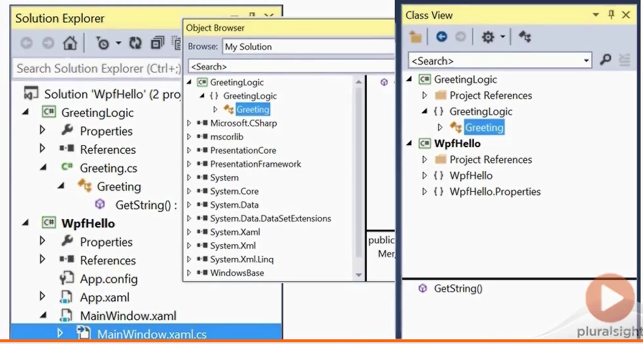 Solution Explorer
Search Solution Explorer (Ctrl+;)
Solution 'WpfHello' (2 proj
C# GreetingLogic
Properties
References
C# Greeting.cs
Greeting
GetString() :
C# WpfHello
Properties
References
App.config
App.xaml
MainWindow.xaml
MainWindow.xaml.cs
Object Browser
Browse: My Solution
<Search>
C# GreetingLogic
{ } GreetingLogic
Greeting
Microsoft.CSharp
mscorlib
PresentationCore
PresentationFramework
System
System.Core
System.Data
System.Data.DataSetExtensions
System.Xaml
System.Xml
System.Xml.Linq
WindowsBase
public
Mer
Class View
<Search>
C# GreetingLogic
Project References
{ } GreetingLogic
Greeting
C# WpfHello
Project References
{ } WpfHello
{ } WpfHello.Properties
GetString()
pluralsight